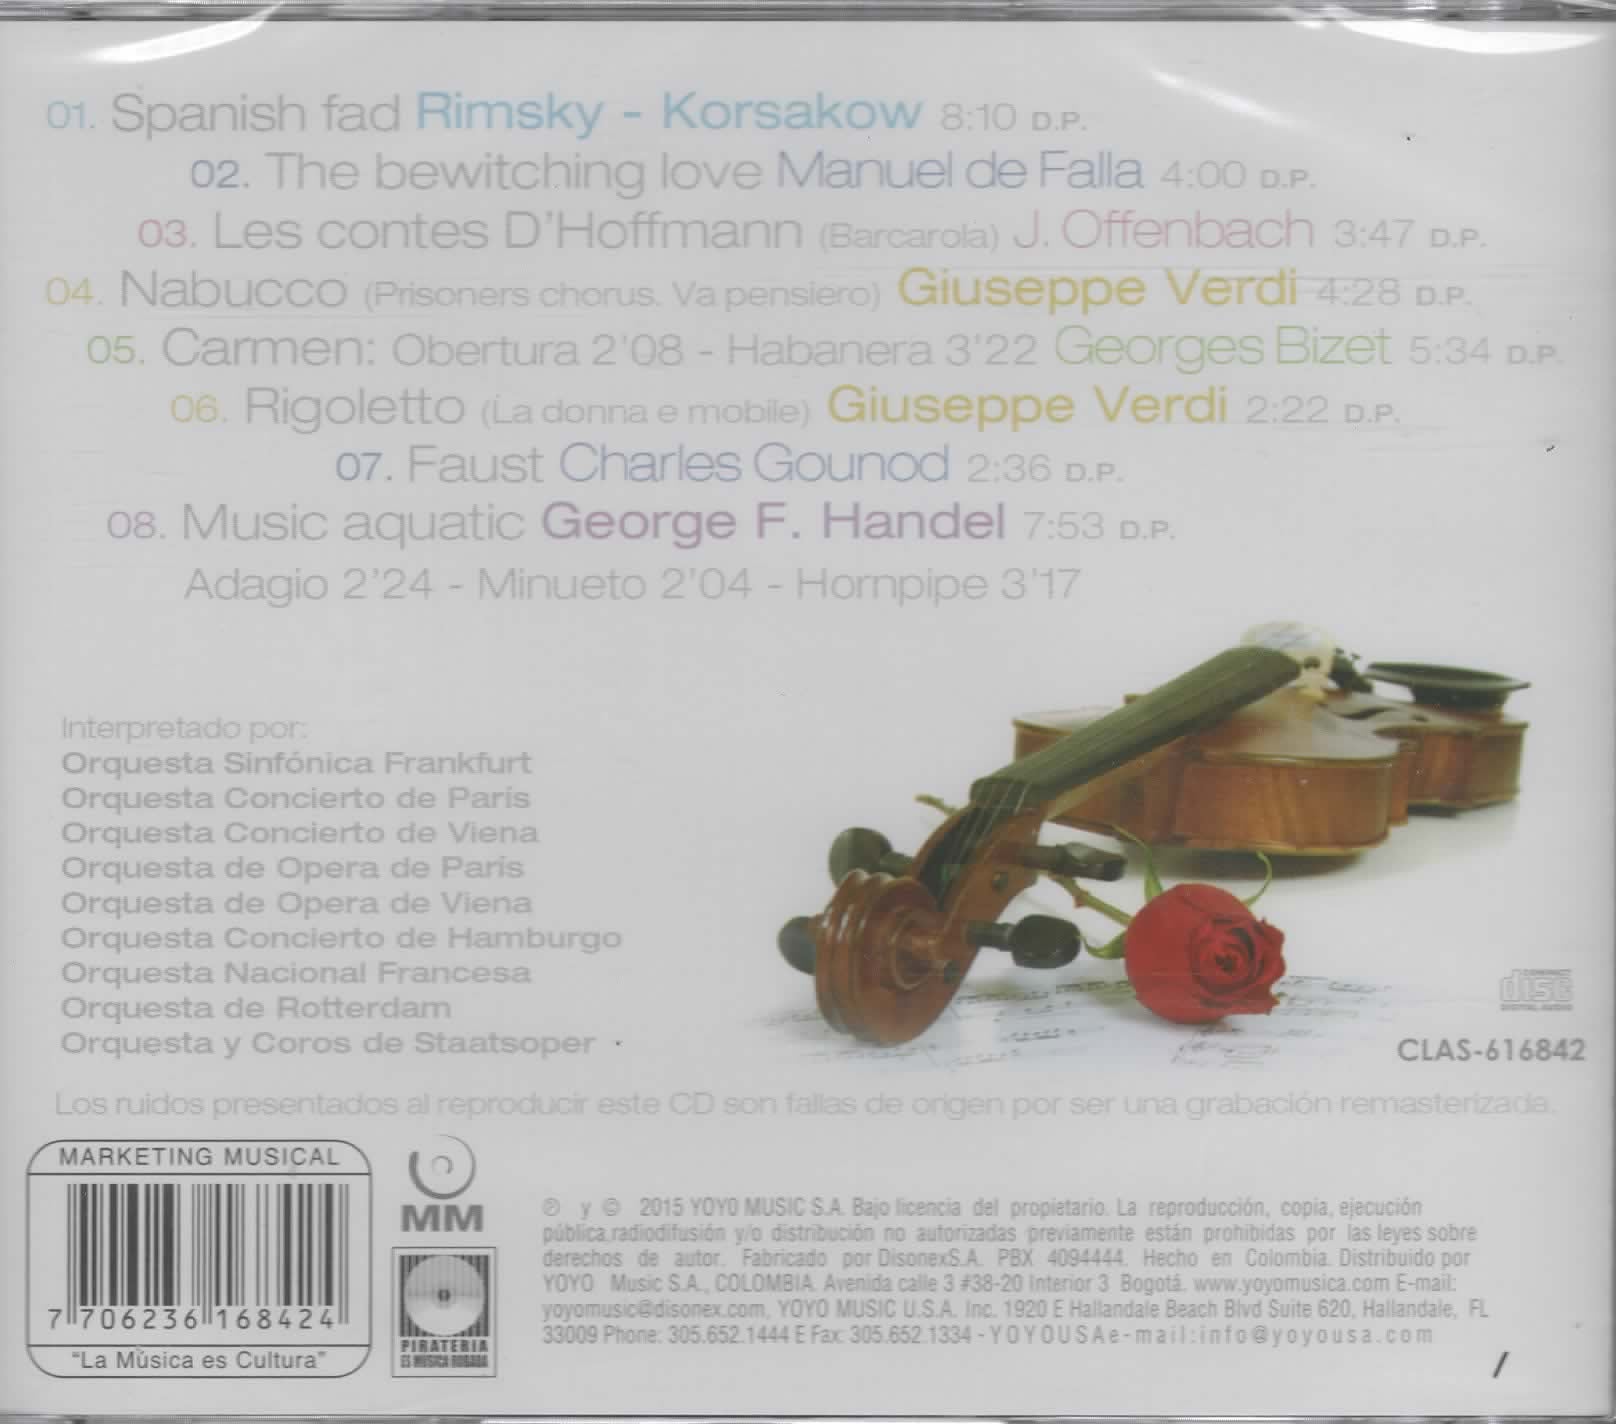 01. Spanish fad Rimsky - Korsakow 8:10 D.P.
02. The bewitching love Manuel de Falla 4:00 D.P.
03. Les contes D'Hoffmann (Barcarola) J. Offenbach 3:47 D.P.
04. Nabucco (Prisoners chorus. Va pensiero) Giuseppe Verdi 4:28 D.P.
05. Carmen: Obertura 2'08 - Habanera 3'22 Georges Bizet 5:34 D.P.
06. Rigoletto (La donna e mobile) Giuseppe Verdi 2:22 D.P.
07. Faust Charles Gounod 2:36 D.P.
08. Music aquatic George F. Handel 7:53 D.P.
Adagio 2'24 - Minueto 2'04 - Hornpipe 3'17
Interpretado por:
Orquesta Sinfónica Frankfurt
Orquesta Concierto de París
Orquesta Concierto de Viena
Orquesta de Opera de París
Orquesta de Opera de Viena
Orquesta Concierto de Hamburgo
Orquesta Nacional Francesa
Orquesta de Rotterdam
Orquesta y Coros de Staatsoper
COMPACT
disc
DIGITAL AUDIO
CLAS-616842
Los ruidos presentados al reproducir este CD son fallas de origen por ser una grabación remasterizada.
MARKETING MUSICAL
7 706236 168424
"La Música es Cultura"
MM
PIRATERIA
ES MUSICA ROBADA
℗ y © 2015 YOYO MUSIC S.A. Bajo licencia del propietario. La reproducción, copia, ejecución
pública,radiodifusión y/o distribución no autorizadas previamente están prohibidas por las leyes sobre
derechos de autor. Fabricado por DisonexS.A. PBX 4094444. Hecho en Colombia. Distribuido por
YOYO Music S.A., COLOMBIA. Avenida calle 3 #38-20 Interior 3 Bogotá. www.yoyomusica.com E-mail:
yoyomusic@disonex.com, YOYO MUSIC U.S.A. Inc. 1920 E Hallandale Beach Blvd Suite 620, Hallandale, FL
33009 Phone: 305.652.1444 E Fax: 305.652.1334 - YOYOUSA e-mail: info@yoyousa.com
/